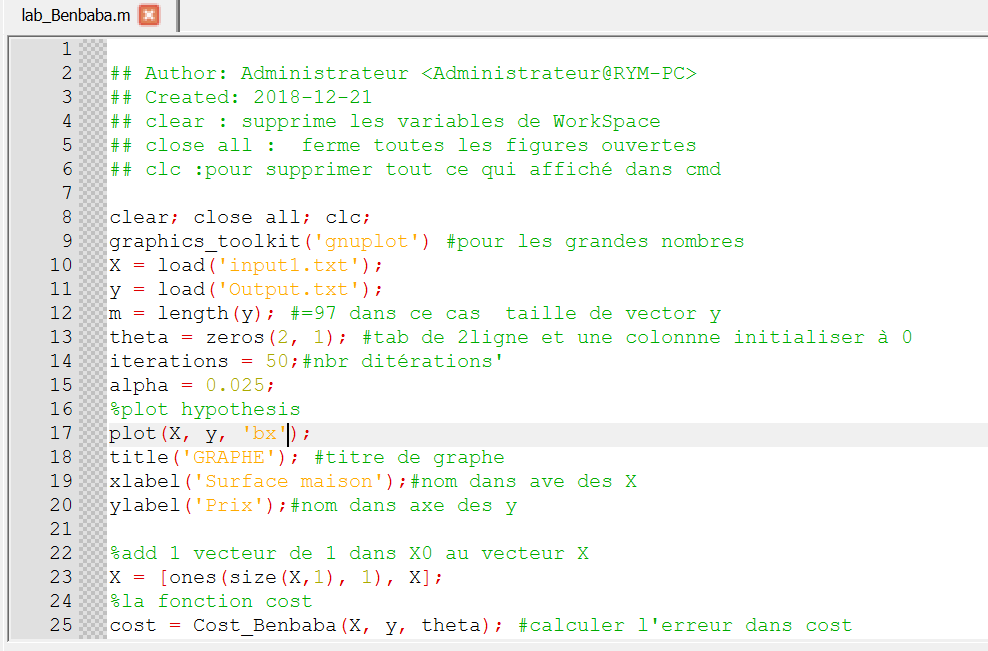 lab_Benbaba.m
1
2 ## Author: Administrateur <Administrateur@RYM-PC>
3 ## Created: 2018-12-21
4 ## clear : supprime les variables de WorkSpace
5 ## close all :  ferme toutes les figures ouvertes
6 ## clc :pour supprimer tout ce qui affiché dans cmd
7
8 clear; close all; clc;
9 graphics_toolkit('gnuplot') #pour les grandes nombres
10 X = load('input1.txt');
11 y = load('Output.txt');
12 m = length(y); #=97 dans ce cas  taille de vector y
13 theta = zeros(2, 1); #tab de 2ligne et une colonnne initialiser à 0
14 iterations = 50;#nbr ditérations'
15 alpha = 0.025;
16 %plot hypothesis
17 plot(X, y, 'bx');
18 title('GRAPHE'); #titre de graphe
19 xlabel('Surface maison');#nom dans ave des X
20 ylabel('Prix');#nom dans axe des y
21
22 %add 1 vecteur de 1 dans X0 au vecteur X
23 X = [ones(size(X,1), 1), X];
24 %la fonction cost
25 cost = Cost_Benbaba(X, y, theta); #calculer l'erreur dans cost